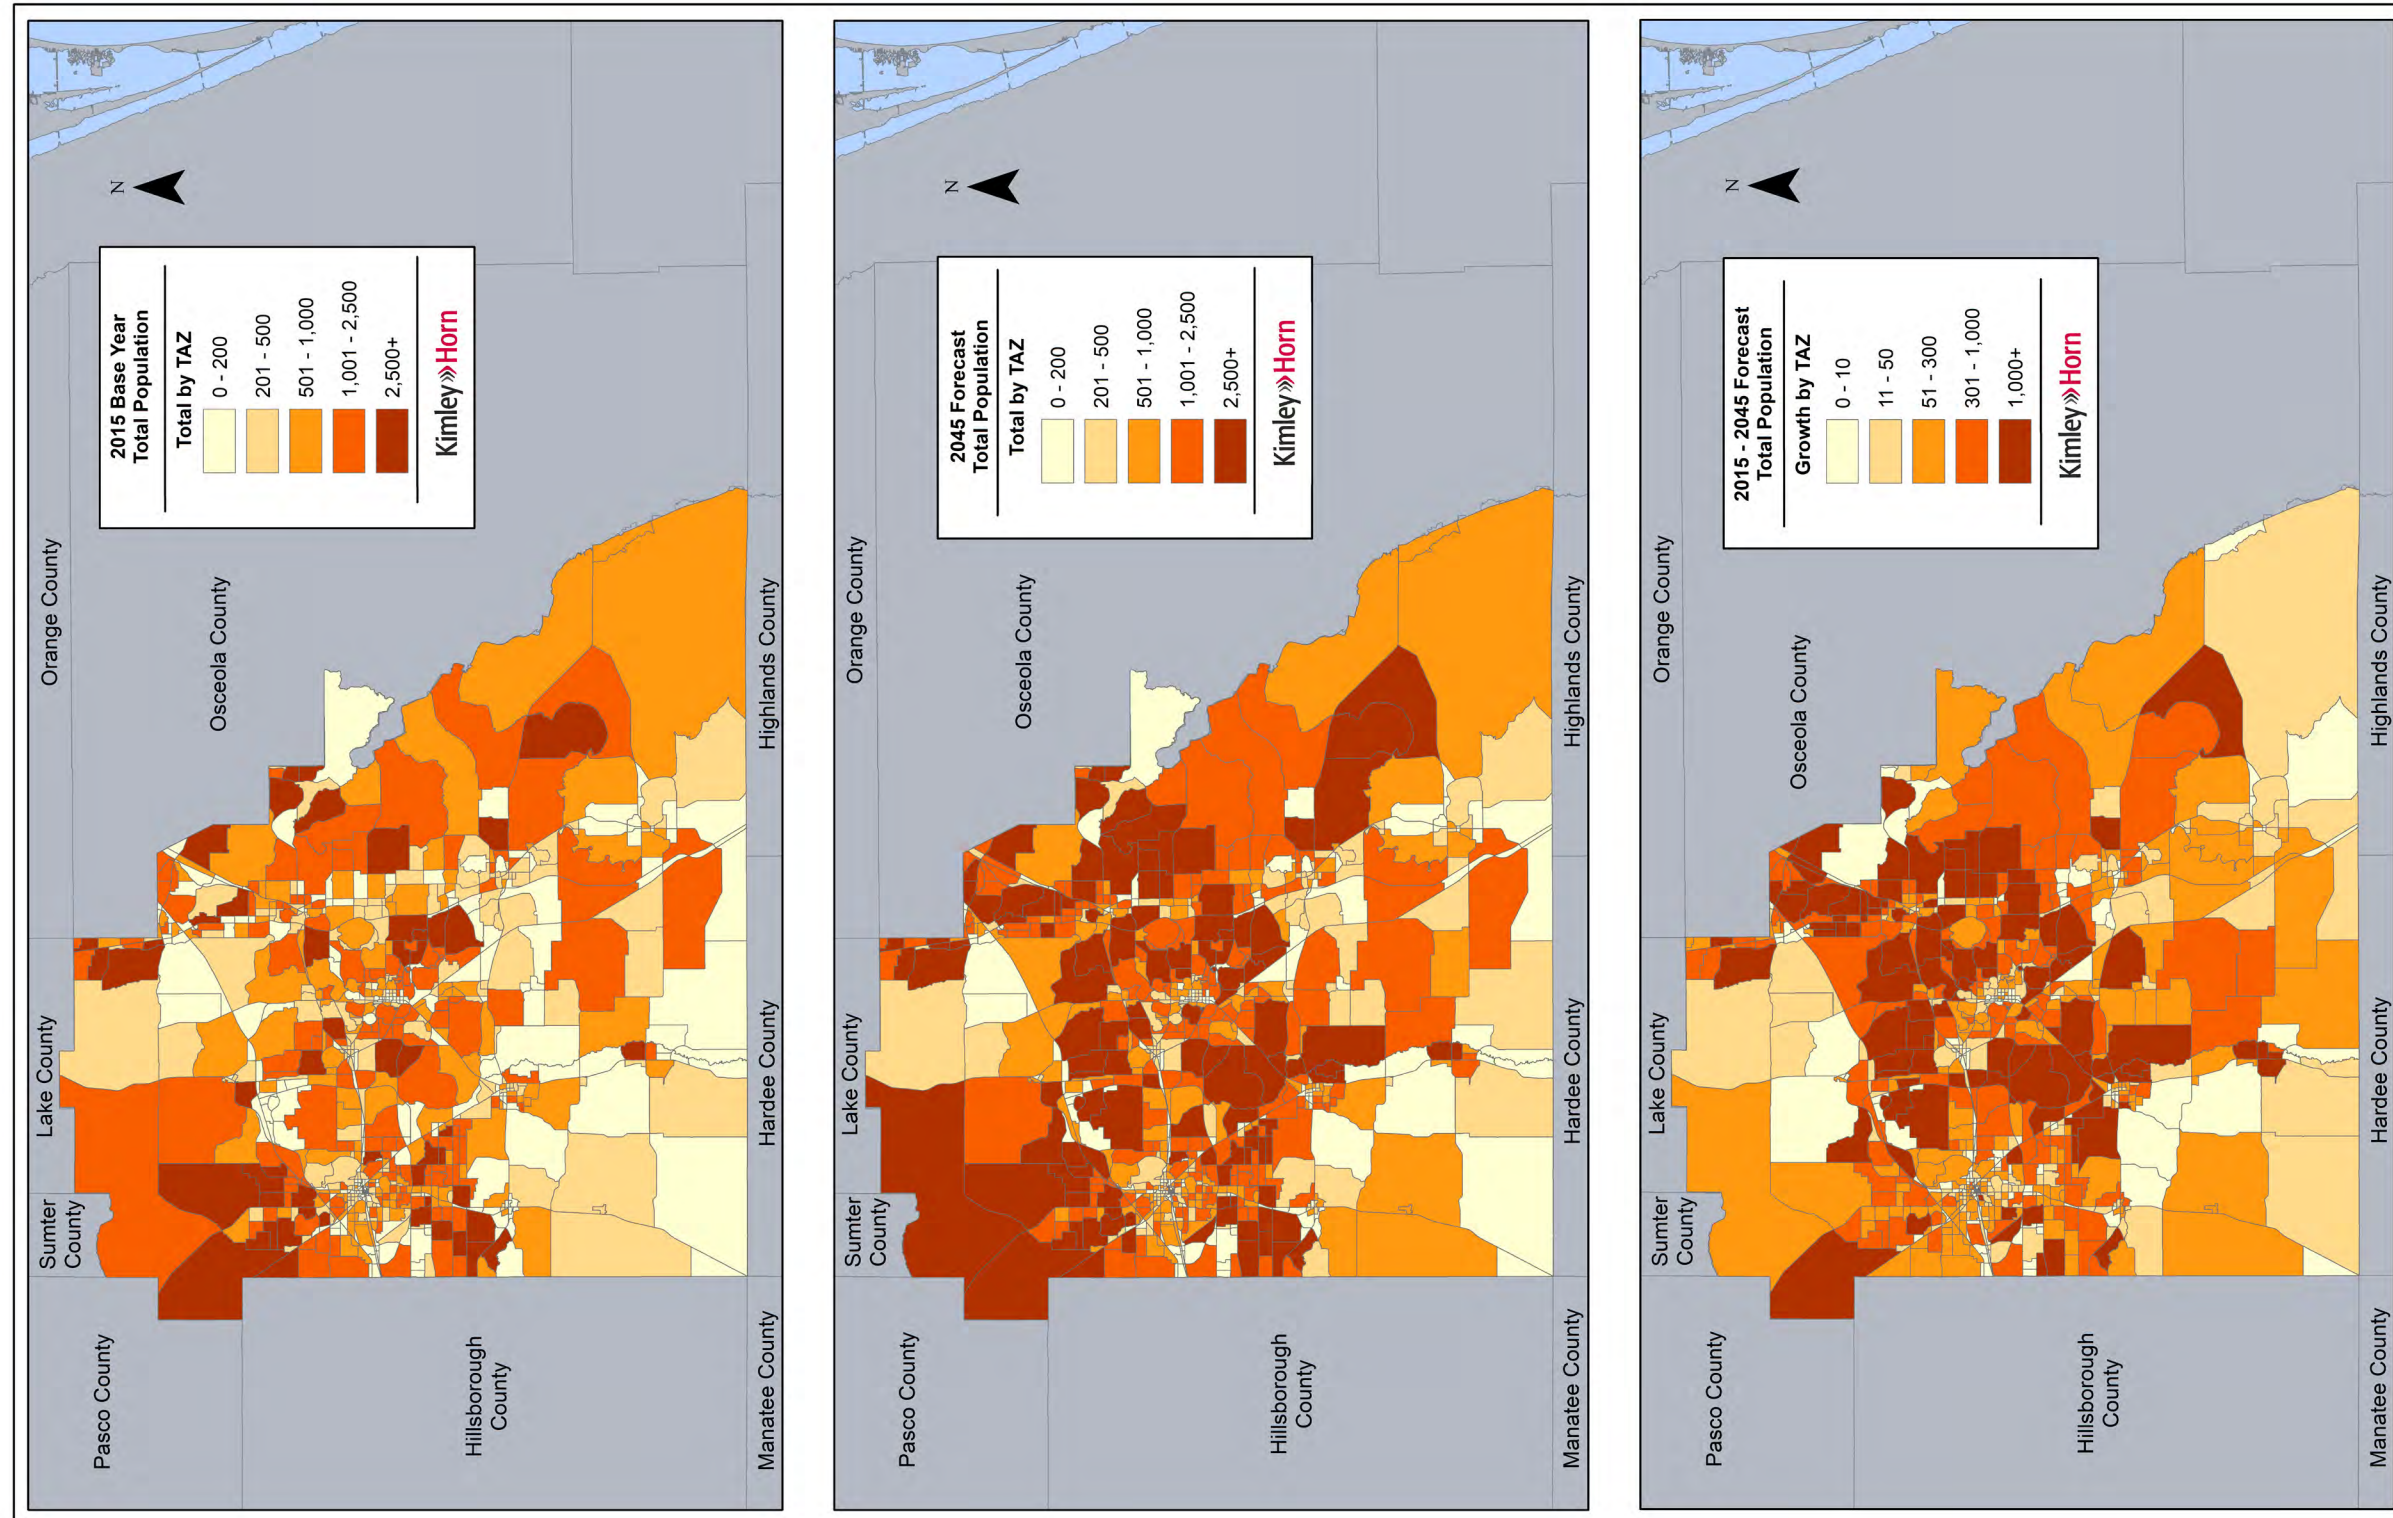 Orange County
Osceola County
Lake County
Sumter
County
Pasco County
Hillsborough
County
Manatee County
Hardee County
Highlands County
N
2015 Base Year
Total Population
Total by TAZ
0 - 200
201 - 500
501 - 1,000
1,001 - 2,500
2,500+
Kimley»Horn
Orange County
Osceola County
Lake County
Sumter
County
Pasco County
Hillsborough
County
Manatee County
Hardee County
Highlands County
N
2045 Forecast
Total Population
Total by TAZ
0 - 200
201 - 500
501 - 1,000
1,001 - 2,500
2,500+
Kimley»Horn
Orange County
Osceola County
Lake County
Sumter
County
Pasco County
Hillsborough
County
Manatee County
Hardee County
Highlands County
N
2015 - 2045 Forecast
Total Population
Growth by TAZ
0 - 10
11 - 50
51 - 300
301 - 1,000
1,000+
Kimley»Horn